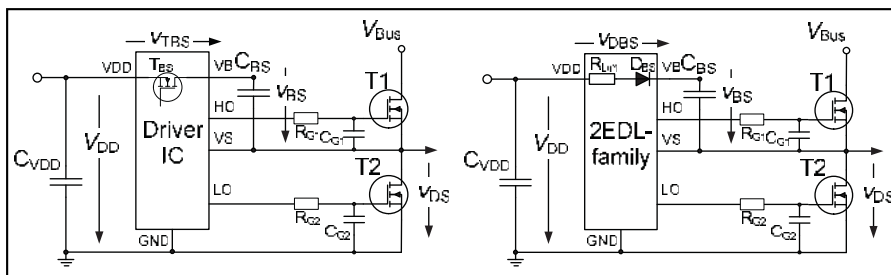 VTBS
VBus
TBS
VDD
VB
CBS
T1
VBS
HO
Driver
IC
RG1
CG1
VDD
CVDD
VS
T2
LO
VDS
RG2
CG2
GND
VDBS
VBus
RLim
DBS
VDD
VB
CBS
T1
VBS
HO
2EDL-
family
RG1
CG1
VDD
CVDD
VS
T2
LO
VDS
RG2
CG2
GND